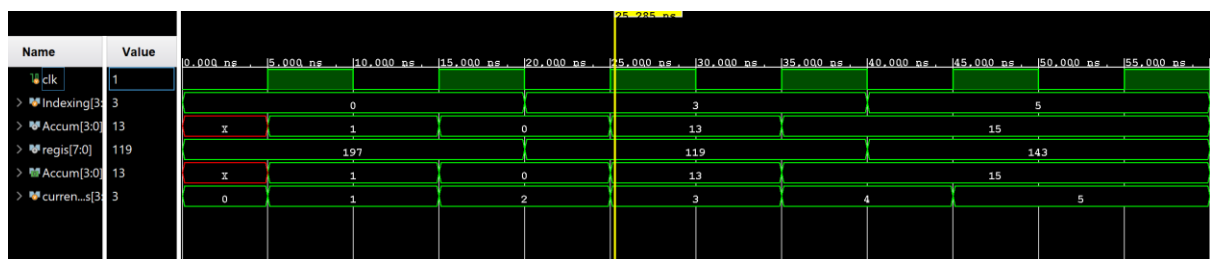 25.285 ns
Name Value
0.000 ns 5.000 ns 10.000 ns 15.000 ns 20.000 ns 25.000 ns 30.000 ns 35.000 ns 40.000 ns 45.000 ns 50.000 ns 55.000 ns
clk 1
> Indexing[3: 3 0 3 5
> Accum[3:0] 13 X 1 0 13 15
> regis[7:0] 119 197 119 143
> Accum[3:0] 13 X 1 0 13 15
> curren...s[3: 3 0 1 2 3 4 5